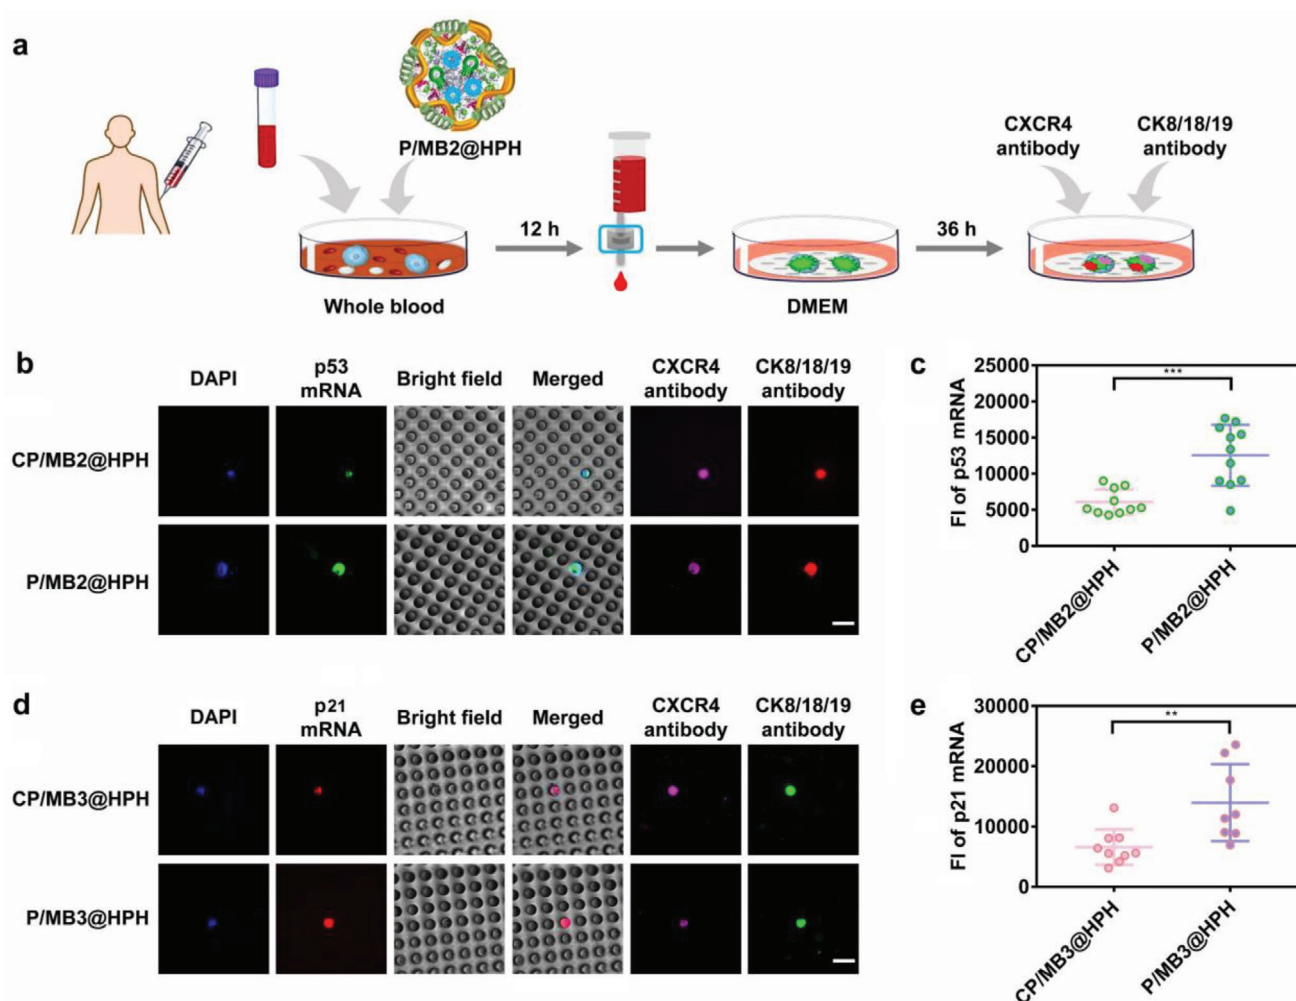 a
P/MB2@HPH
CXCR4
antibody
CK8/18/19
antibody
12 h
36 h
Whole blood
DMEM
b
DAPI
p53
mRNA
Bright field
Merged
CXCR4
antibody
CK8/18/19
antibody
CP/MB2@HPH
P/MB2@HPH
c
FI of p53 mRNA
25000
20000
15000
10000
5000
0
***
CP/MB2@HPH
P/MB2@HPH
d
DAPI
p21
mRNA
Bright field
Merged
CXCR4
antibody
CK8/18/19
antibody
CP/MB3@HPH
P/MB3@HPH
e
FI of p21 mRNA
30000
20000
10000
0
**
CP/MB3@HPH
P/MB3@HPH